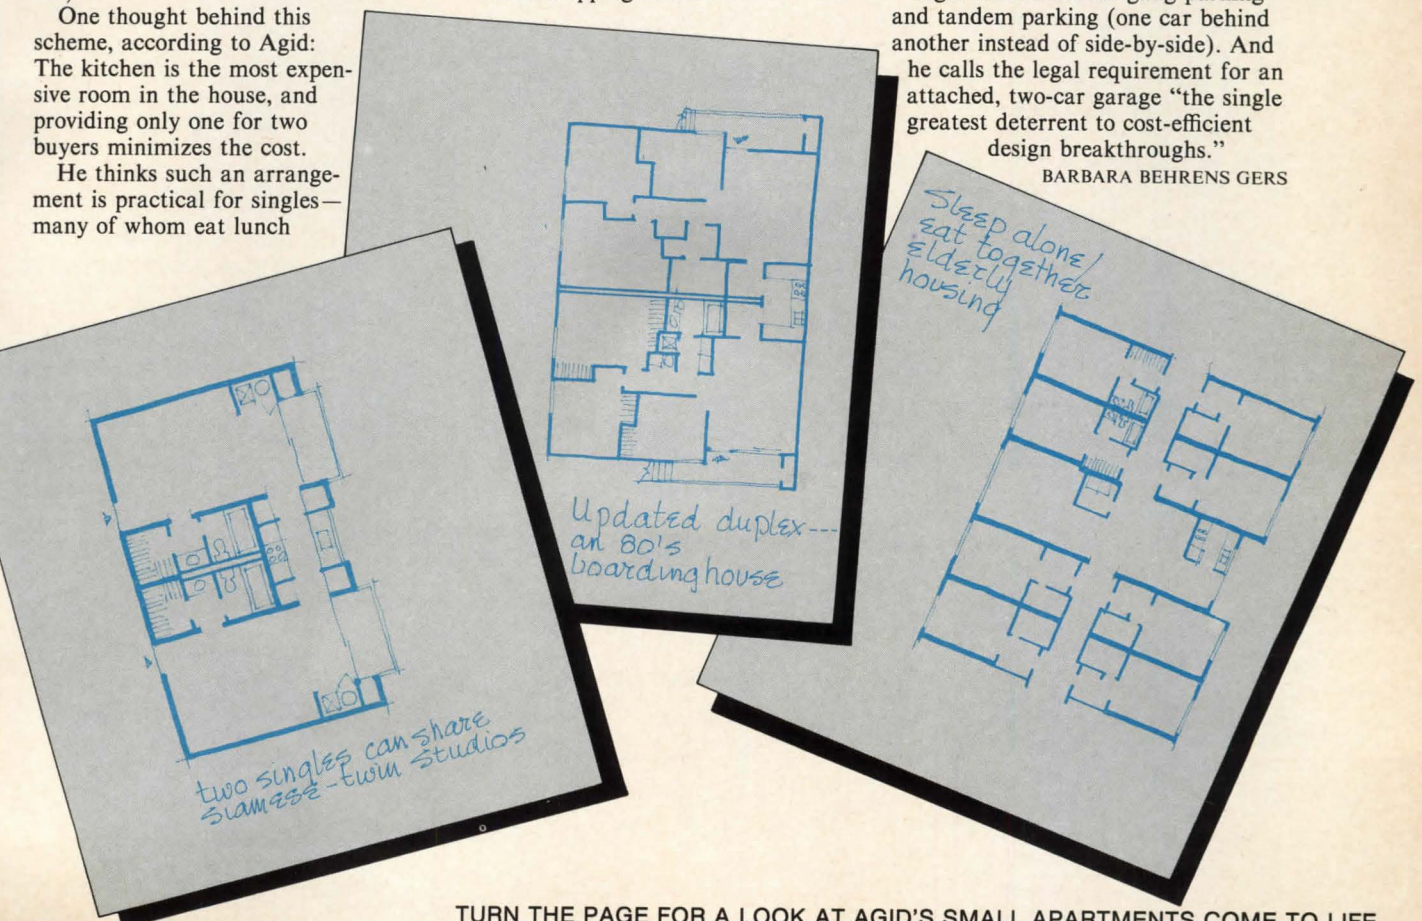 One thought behind this
scheme, according to Agid:
The kitchen is the most expen-
sive room in the house, and
providing only one for two
buyers minimizes the cost.
He thinks such an arrange-
ment is practical for singles—
many of whom eat lunch
and tandem parking (one car behind
another instead of side-by-side). And
he calls the legal requirement for an
attached, two-car garage “the single
greatest deterrent to cost-efficient
design breakthroughs.”
BARBARA BEHRENS GERS
two singles can share
siamese-twin studios
Updated duplex---
an 80's
boardinghouse
Sleep alone/
eat together
elderly
housing
TURN THE PAGE FOR A LOOK AT AGID'S SMALL APARTMENTS COME TO LIFE